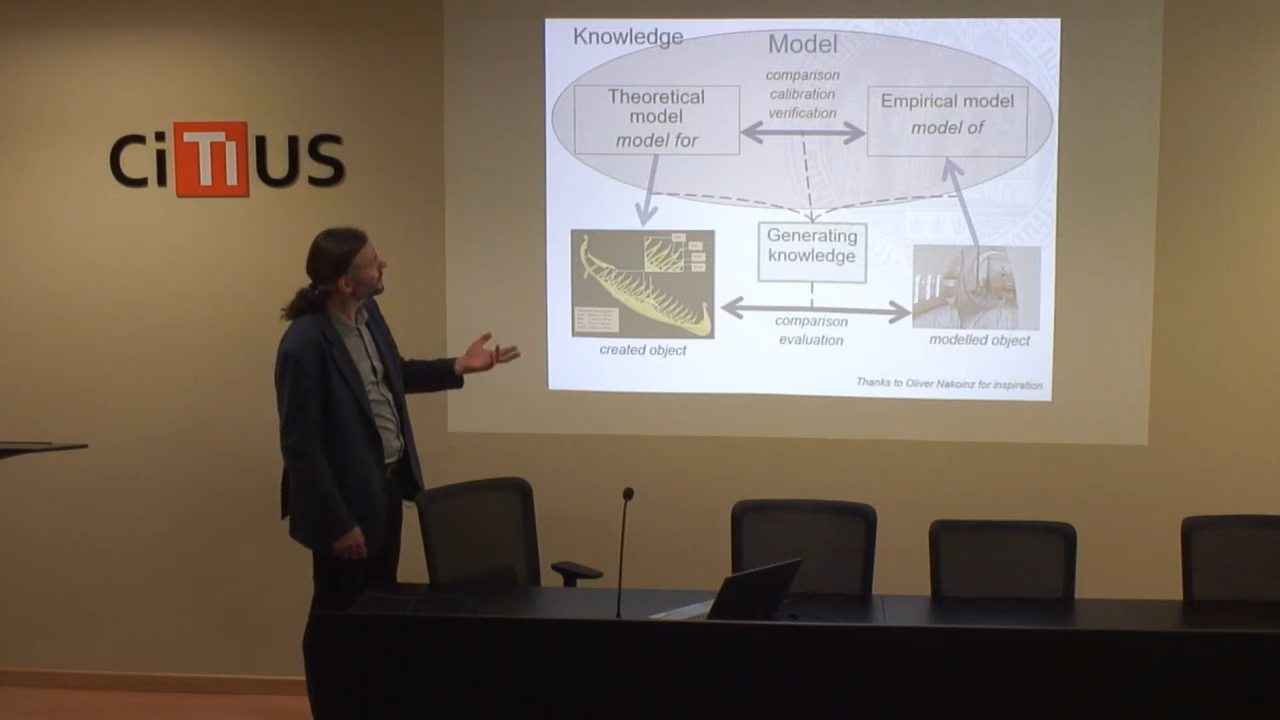 CiTIUS
Knowledge
Model
comparison
calibration
verification
Theoretical
model
model for
Empirical model
model of
Generating
knowledge
comparison
evaluation
created object
modelled object
Thanks to Oliver Nakoinz for inspiration